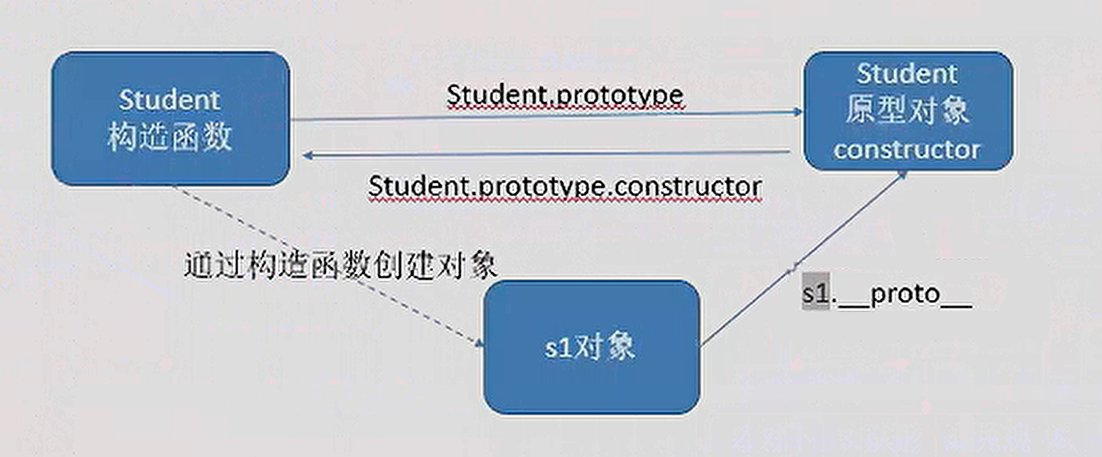 Student
构造函数
Student.prototype
Student
原型对象
constructor
Student.prototype.constructor
通过构造函数创建对象
s1对象
s1.__proto__